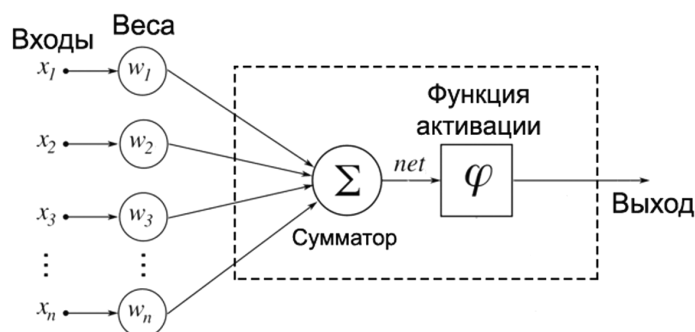 Входы
Веса
x1
w1
x2
w2
x3
w3
⋮
⋮
xn
wn
Σ
Сумматор
net
Функция
активации
φ
Выход